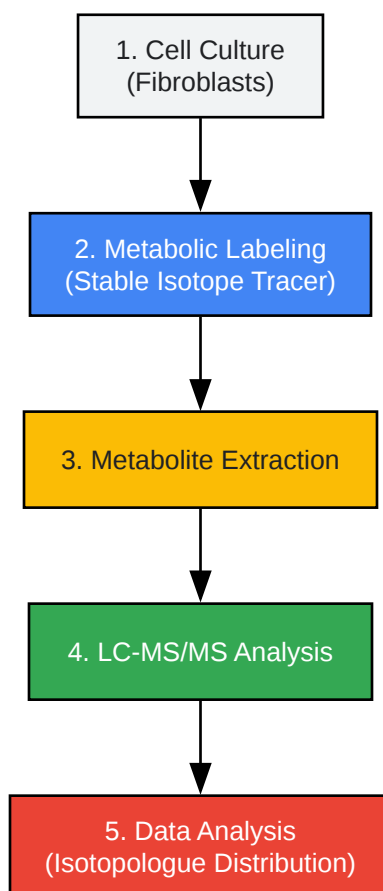 1. Cell Culture
(Fibroblasts)
2. Metabolic Labeling
(Stable Isotope Tracer)
3. Metabolite Extraction
4. LC-MS/MS Analysis
5. Data Analysis
(Isotopologue Distribution)